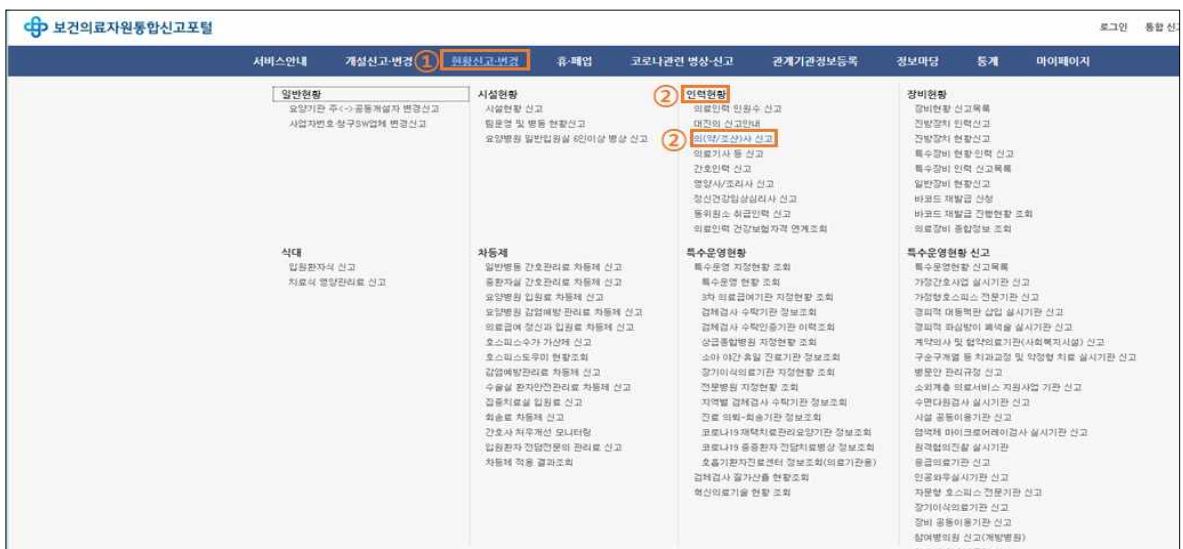 보건의료자원통합신고포털
로그인 통합 신고
서비스안내 개설신고·변경 ① 현황신고·변경 휴·폐업 코로나관련 병상·신고 관계기관정보등록 정보마당 통계 마이페이지
일반현황
요양기관 주<->공동개설자 변경신고
사업자번호 청구SW업체 변경신고
시설현황
시설현황 신고
팀운영 및 병동 현황신고
요양병원 일반입원실 6인이상 병상 신고
② 인력현황
의료인력 인원수 신고
대진의 신고안내
② 의(약/조산)사 신고
의료기사 등 신고
간호인력 신고
영양사/조리사 신고
정신건강임상심리사 신고
동위원소 취급인력 신고
의료인력 건강보험자격 연계조회
장비현황
장비현황 신고목록
진방장치 인력신고
진방장치 현황신고
특수장비 현황·인력 신고
특수장비 인력 신고목록
일반장비 현황신고
바코드 재발급 신청
바코드 재발급 진행현황 조회
의료장비 종합정보 조회
식대
입원환자식 신고
치료식 영양관리료 신고
차등제
일반병동 간호관리료 차등제 신고
중환자실 간호관리료 차등제 신고
요양병원 입원료 차등제 신고
요양병원 감염예방·관리료 차등제 신고
의료급여 정신과 입원료 차등제 신고
호스피스수가 가산제 신고
호스피스도우미 현황조회
감염예방관리료 차등제 신고
수술실 환자안전관리료 차등제 신고
집중치료실 입원료 신고
회송료 차등제 신고
간호사 처우개선 모니터링
입원환자 전담전문의 관리료 신고
차등제 적용 결과조회
특수운영현황
특수운영 지정현황 조회
특수운영 현황 조회
3차 의료급여기관 지정현황 조회
검체검사 수탁기관 정보조회
검체검사 수탁인증기관 이력조회
상급종합병원 지정현황 조회
소아 야간·휴일 진료기관 정보조회
장기이식의료기관 지정현황 조회
전문병원 지정현황 조회
지역별 검체검사 수탁기관 정보조회
진료 의뢰-회송기관 정보조회
코로나19 재택치료관리요양기관 정보조회
코로나19 중증환자 전담치료병상 정보조회
호흡기환자진료센터 정보조회(의료기관용)
검체검사 질가산율 현황조회
혁신의료기술 현황 조회
특수운영현황 신고
특수운영현황 신고목록
가정간호사업 실시기관 신고
가정형호스피스 전문기관 신고
경피적 대동맥판 삽입 실시기관 신고
경피적 좌심방이 폐색술 실시기관 신고
계약의사 및 협약의료기관(사회복지시설) 신고
구순구개열 등 치과교정 및 악정형 치료 실시기관 신고
병문안 관리규정 신고
소외계층 의료서비스 지원사업 기관 신고
수면다원검사 실시기관 신고
시설 공동이용기관 신고
염색체 마이크로어레이검사 실시기관 신고
원격협의진찰 실시기관
응급의료기관 신고
인공와우실시기관 신고
자문형 호스피스 전문기관 신고
장기이식의료기관 신고
장비 공동이용기관 신고
참여병의원 신고(개방병원)